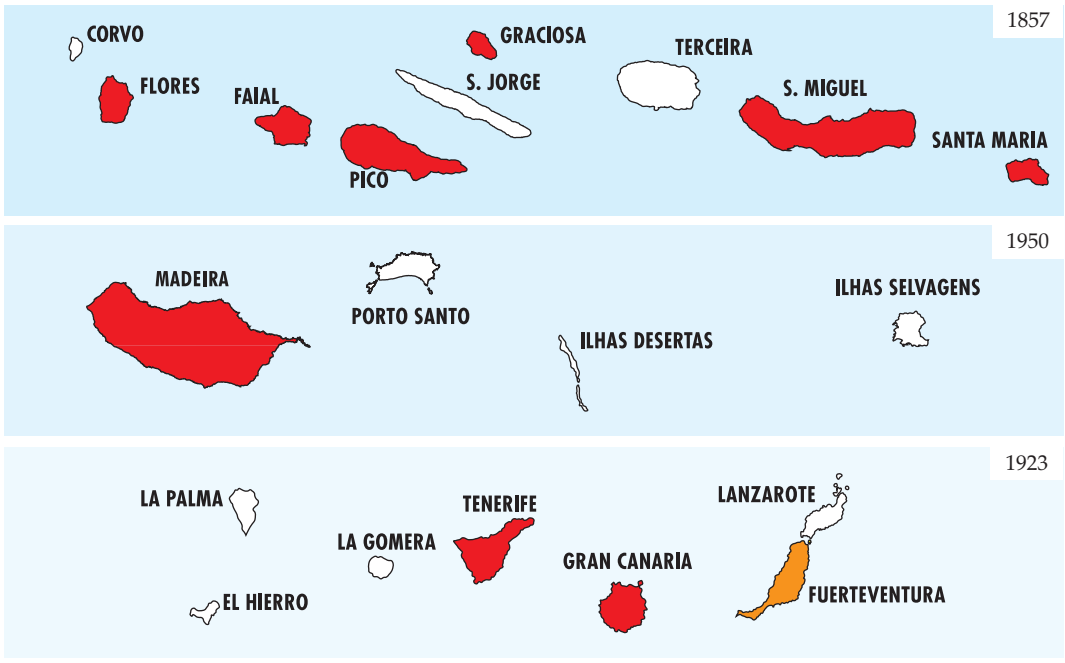 1857
CORVO
FLORES
FAIAL
PICO
GRACIOSA
S. JORGE
TERCEIRA
S. MIGUEL
SANTA MARIA
1950
MADEIRA
PORTO SANTO
ILHAS DESERTAS
ILHAS SELVAGENS
1923
LA PALMA
EL HIERRO
LA GOMERA
TENERIFE
GRAN CANARIA
LANZAROTE
FUERTEVENTURA